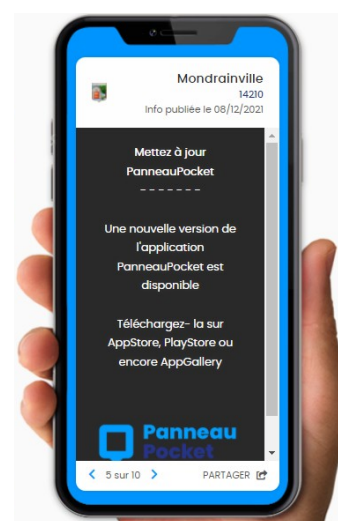 Mondrainville
14210
Info publiée le 08/12/2021
Mettez à jour
PanneauPocket
- - - - - - -
Une nouvelle version de
l'application
PanneauPocket est
disponible
Téléchargez- la sur
AppStore, PlayStore ou
encore AppGallery
Panneau
Pocket
5 sur 10
PARTAGER